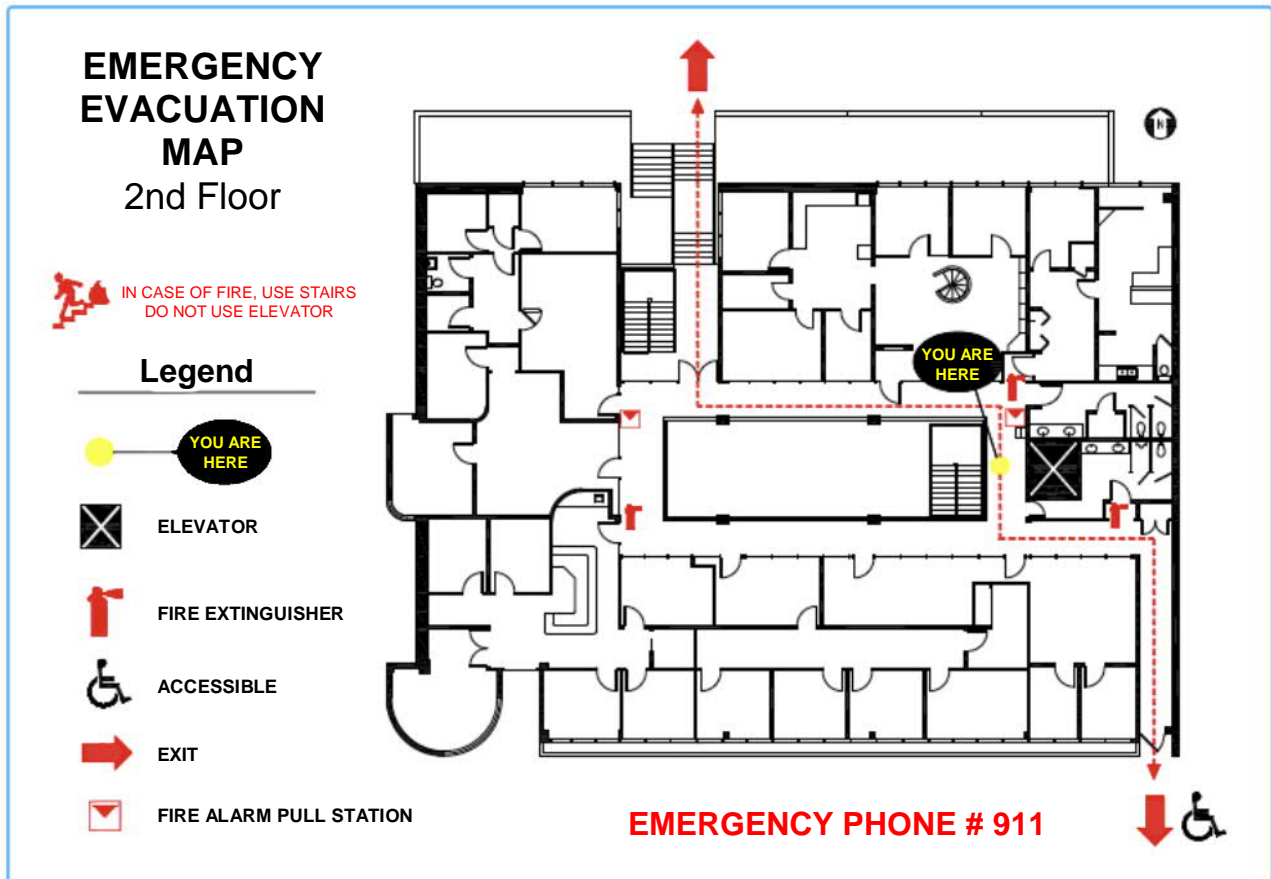 EMERGENCY
EVACUATION
MAP
2nd Floor
IN CASE OF FIRE, USE STAIRS
DO NOT USE ELEVATOR
Legend
YOU ARE
HERE
ELEVATOR
FIRE EXTINGUISHER
ACCESSIBLE
EXIT
FIRE ALARM PULL STATION
N
YOU ARE
HERE
EMERGENCY PHONE # 911